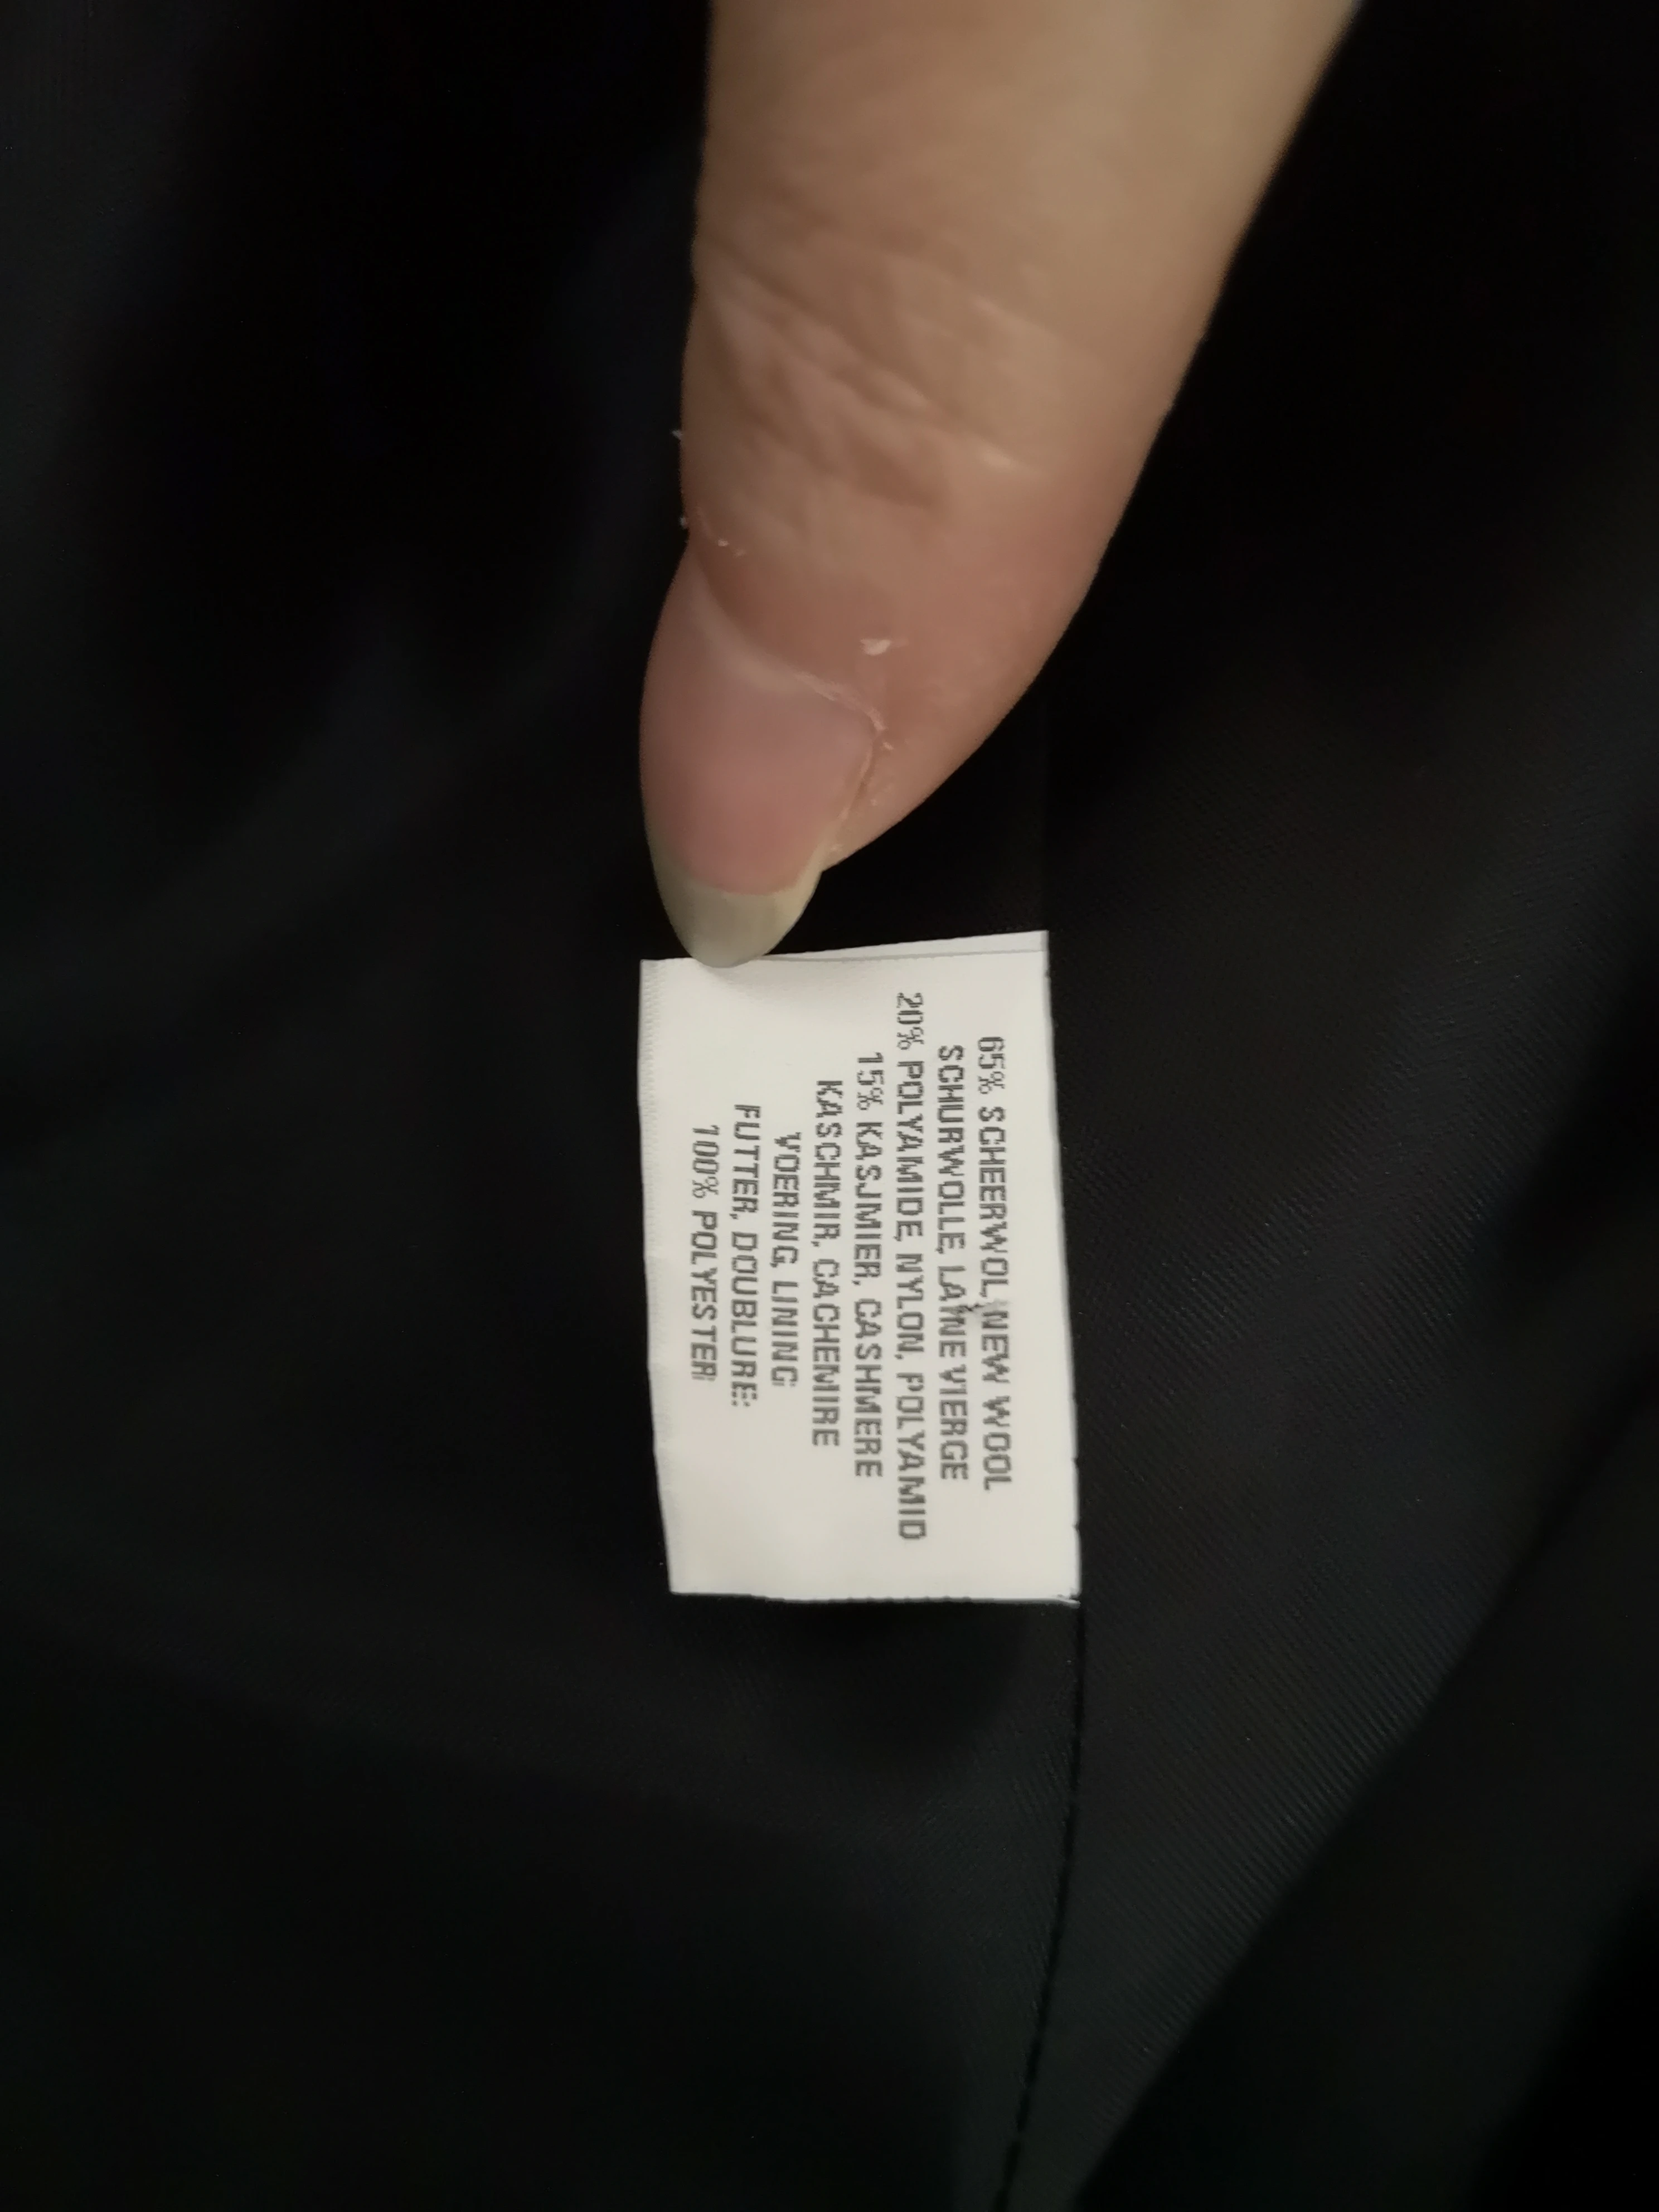 65% SCHEERWOL, NEW WOOL
SCHURWOLLE, LAINE VIERGE
20% POLYAMIDE, NYLON, POLYAMID
15% KASJMIER, CASHMERE
KASCHMIR, CACHEMIRE
VOERING, LINING:
FUTTER, DOUBLURE:
100% POLYESTER